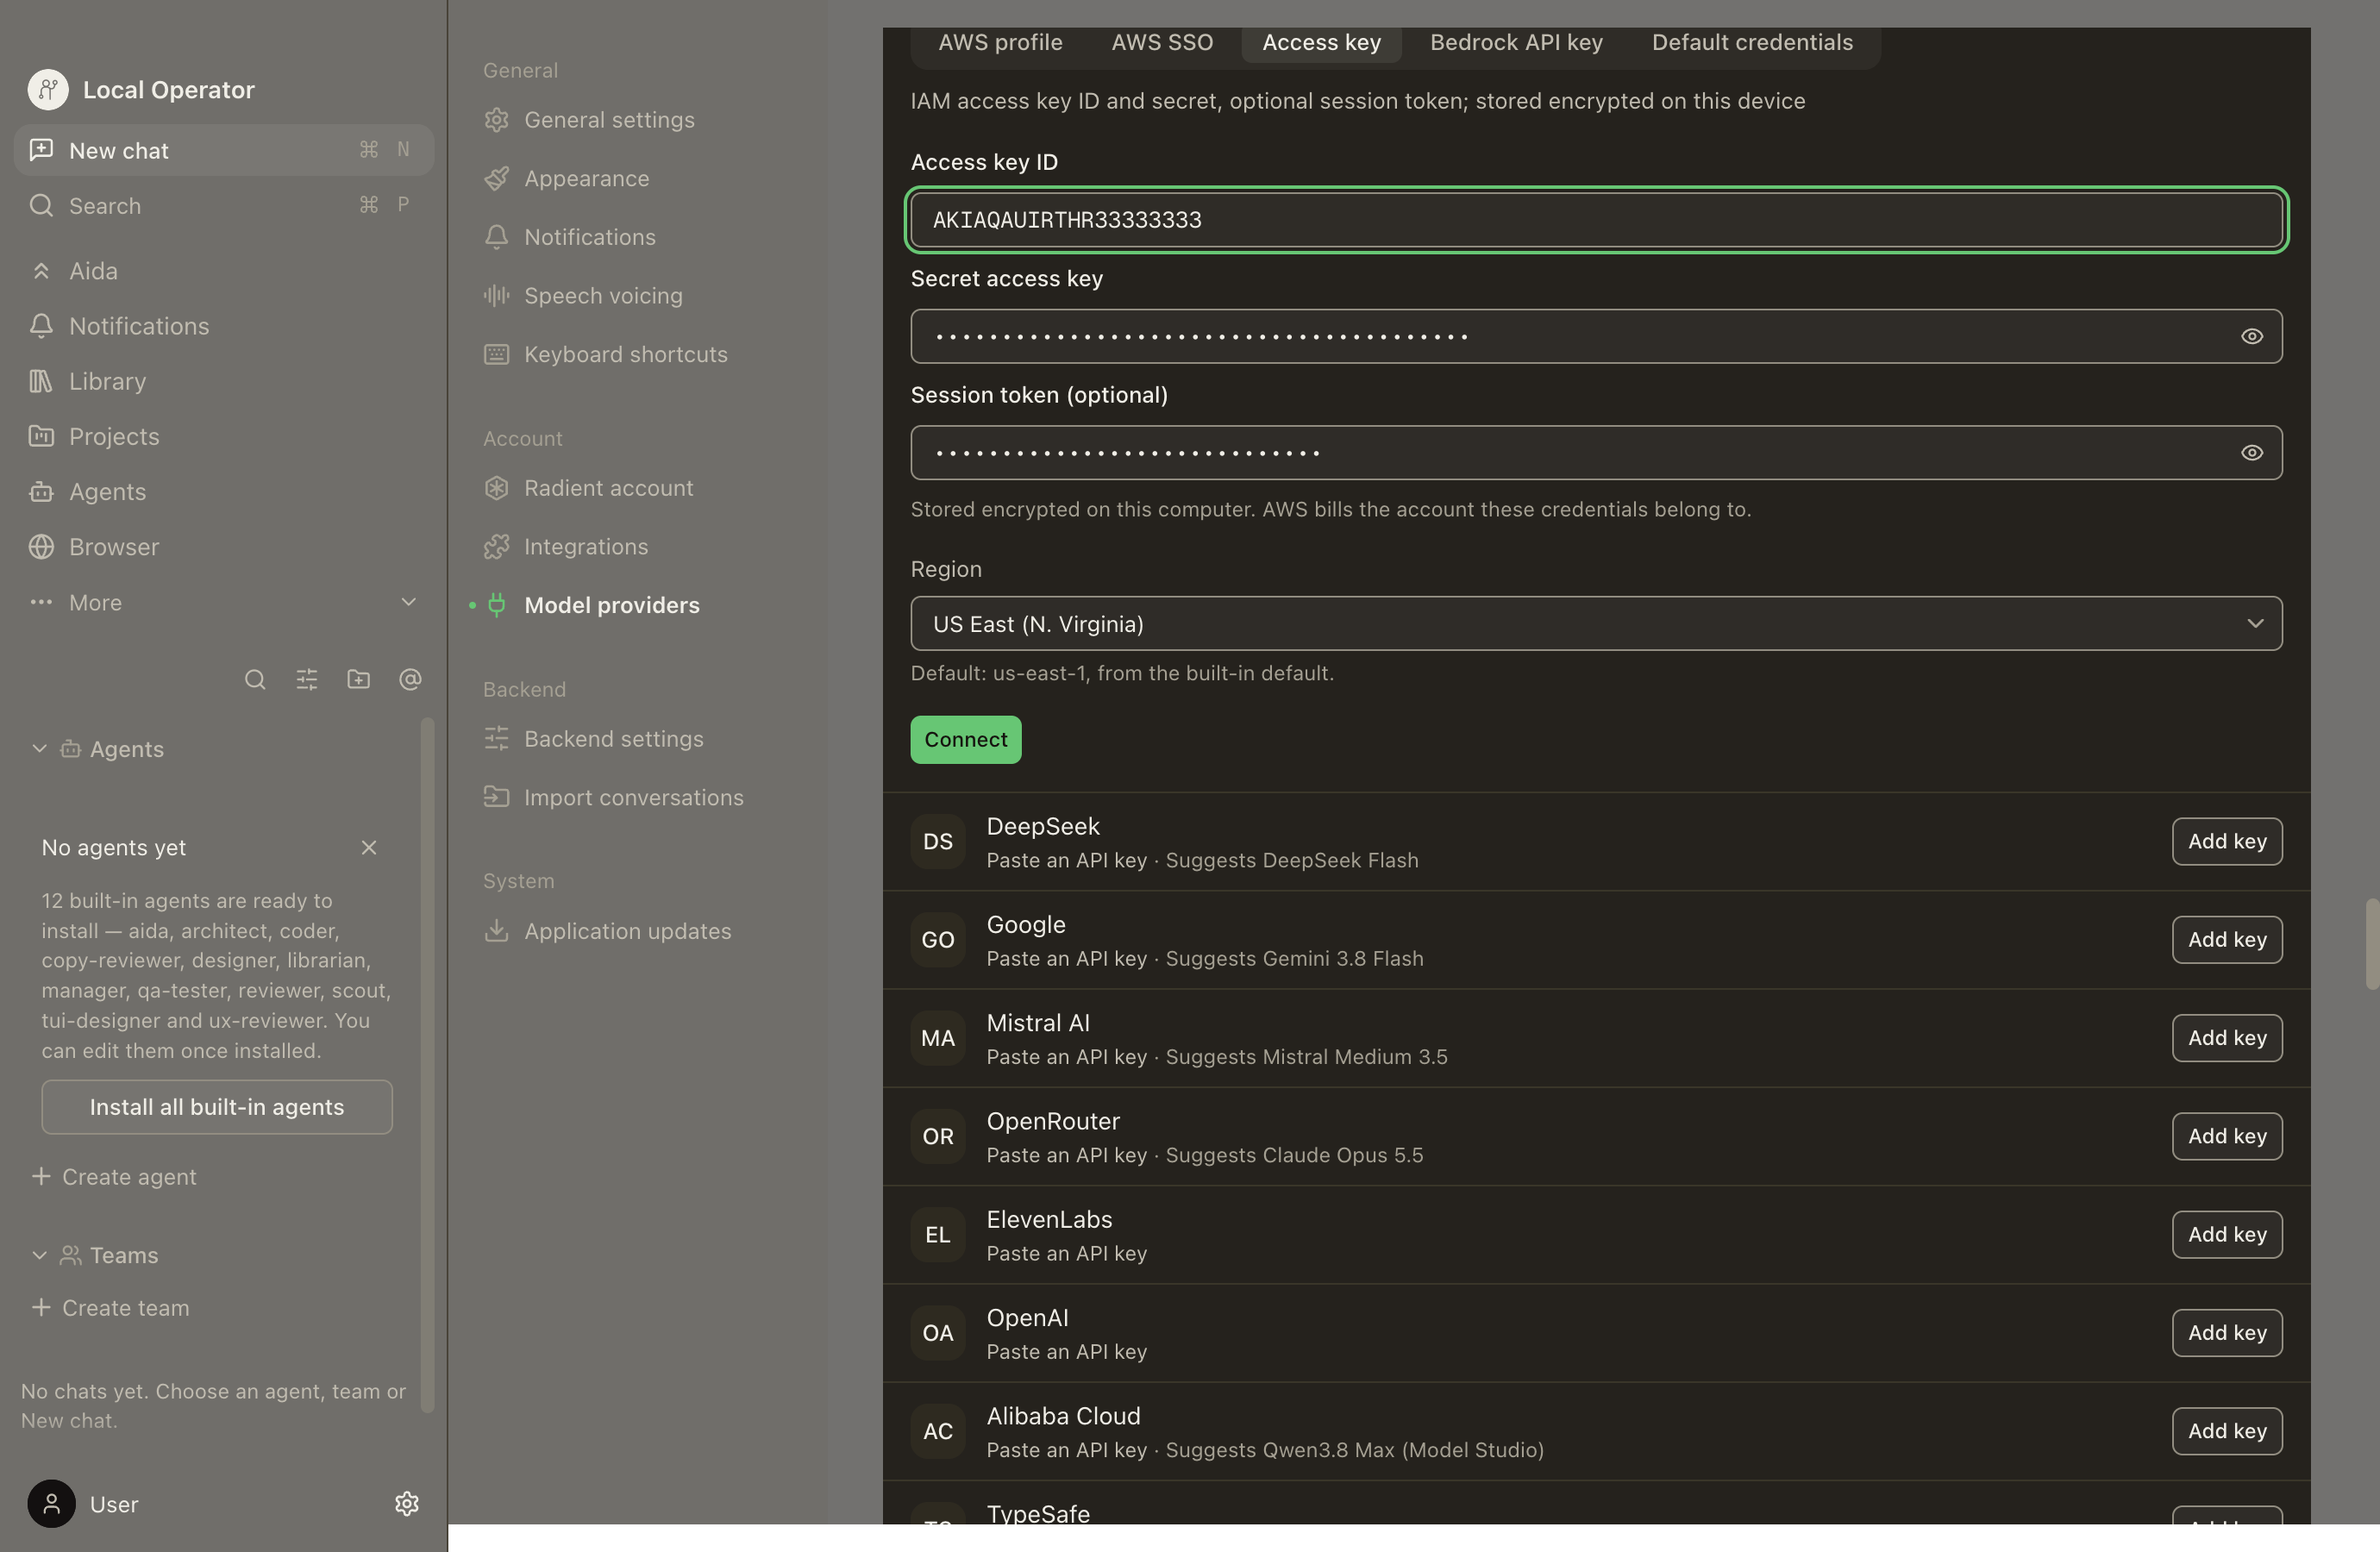 Local Operator
New chat ⌘ N
Search ⌘ P
Aida
Notifications
Library
Projects
Agents
Browser
More
Agents
No agents yet
12 built-in agents are ready to
install — aida, architect, coder,
copy-reviewer, designer, librarian,
manager, qa-tester, reviewer, scout,
tui-designer and ux-reviewer. You
can edit them once installed.
Install all built-in agents
Create agent
Teams
Create team
No chats yet. Choose an agent, team or
New chat.
User
General
General settings
Appearance
Notifications
Speech voicing
Keyboard shortcuts
Account
Radient account
Integrations
Model providers
Backend
Backend settings
Import conversations
System
Application updates
AWS profile AWS SSO Access key Bedrock API key Default credentials
IAM access key ID and secret, optional session token; stored encrypted on this device
Access key ID
AKIAQAUIRTHR33333333
Secret access key
Session token (optional)
Stored encrypted on this computer. AWS bills the account these credentials belong to.
Region
US East (N. Virginia)
Default: us-east-1, from the built-in default.
Connect
DS DeepSeek Add key
Paste an API key · Suggests DeepSeek Flash
GO Google Add key
Paste an API key · Suggests Gemini 3.8 Flash
MA Mistral AI Add key
Paste an API key · Suggests Mistral Medium 3.5
OR OpenRouter Add key
Paste an API key · Suggests Claude Opus 5.5
EL ElevenLabs Add key
Paste an API key
OA OpenAI Add key
Paste an API key
AC Alibaba Cloud Add key
Paste an API key · Suggests Qwen3.8 Max (Model Studio)
TypeSafe